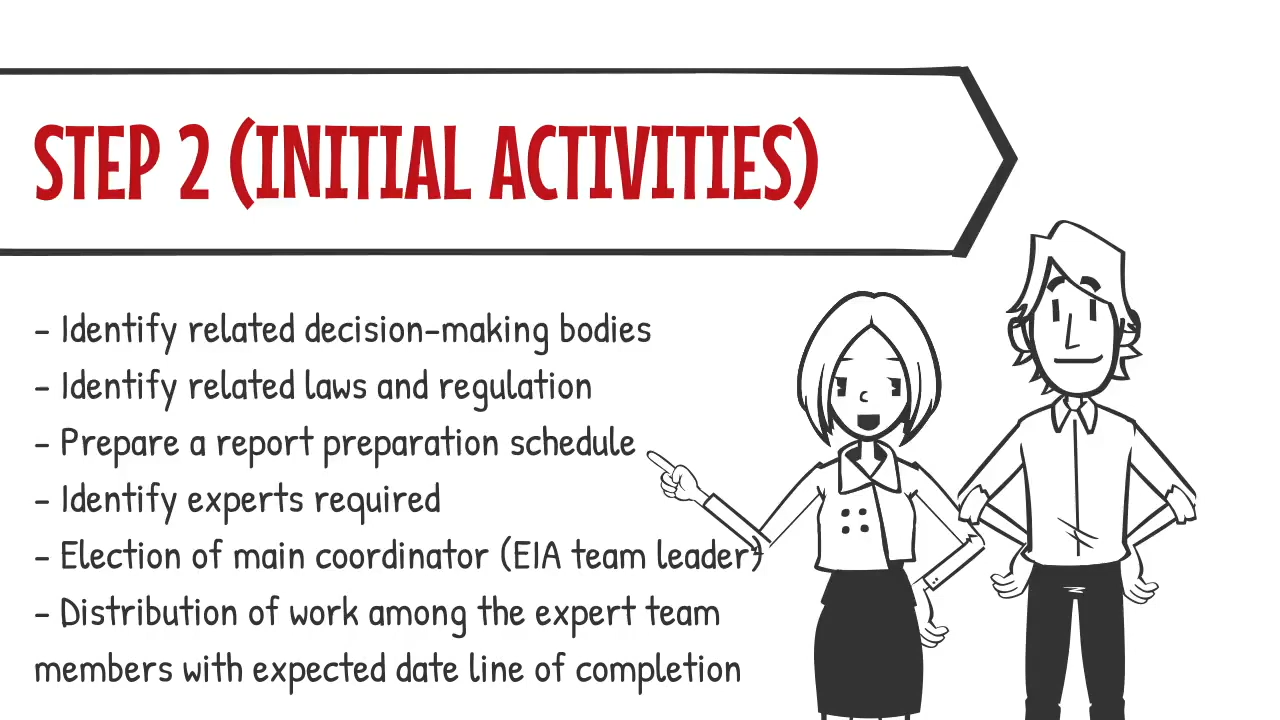 STEP 2 (INITIAL ACTIVITIES)
- Identify related decision-making bodies
- Identify related laws and regulation
- Prepare a report preparation schedule
- Identify experts required
- Election of main coordinator (EIA team leader)
- Distribution of work among the expert team
members with expected date line of completion